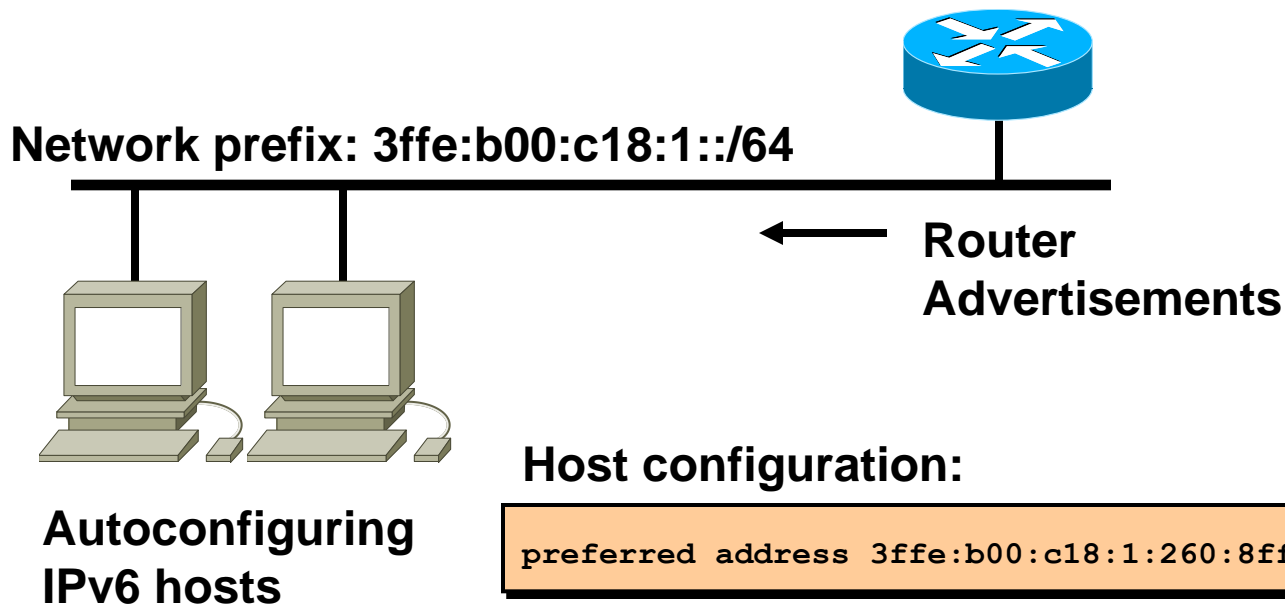 Network prefix: 3ffe:b00:c18:1::/64
Router
Advertisements
Host configuration:
Autoconfiguring
IPv6 hosts
preferred address 3ffe:b00:c18:1:260:8ff